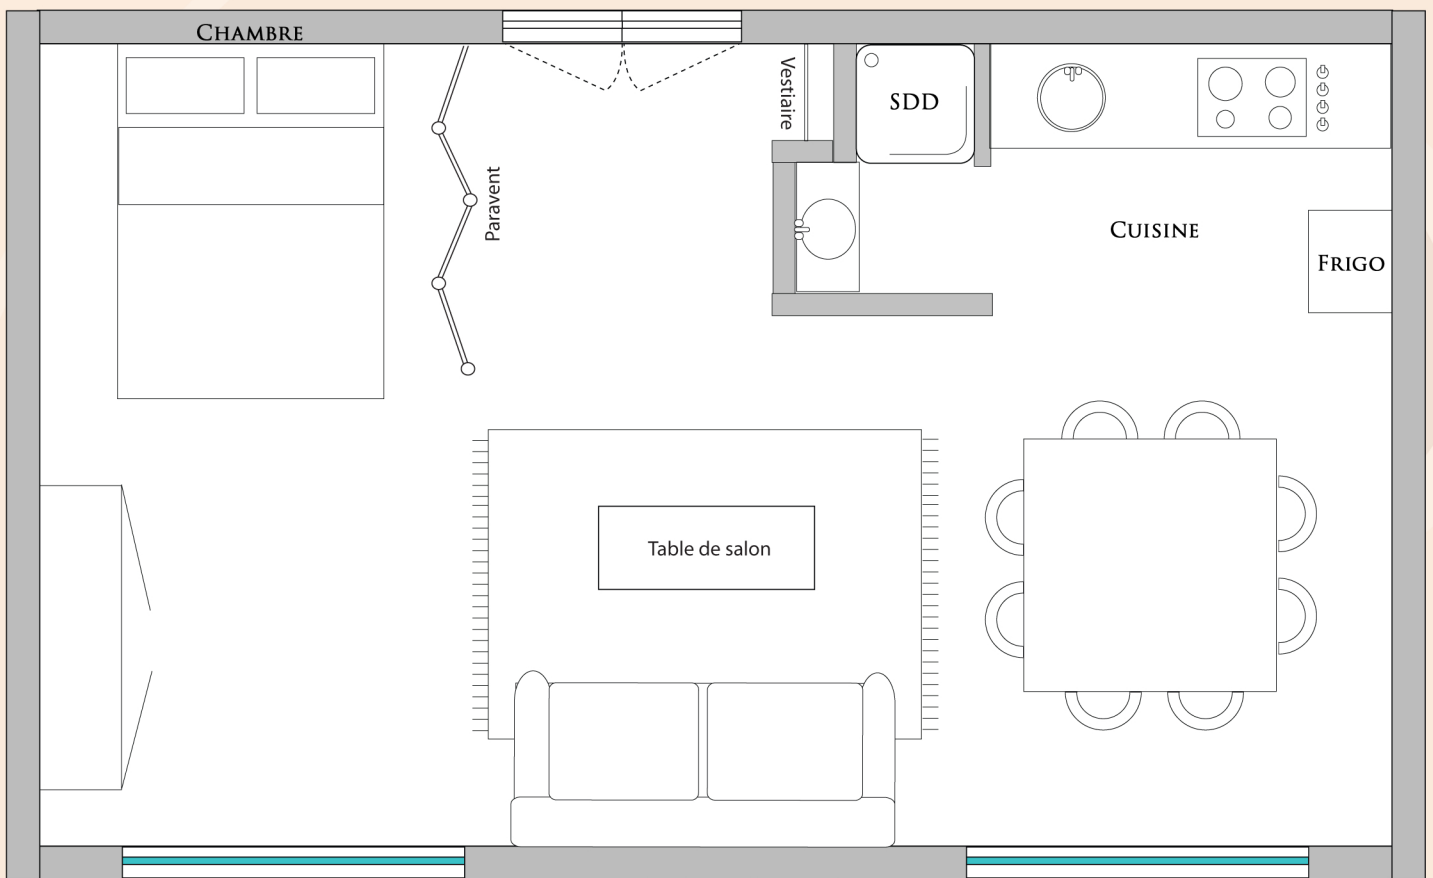 CHAMBRE
Vestiaire
SDD
Paravent
CUISINE
FRIGO
Table de salon